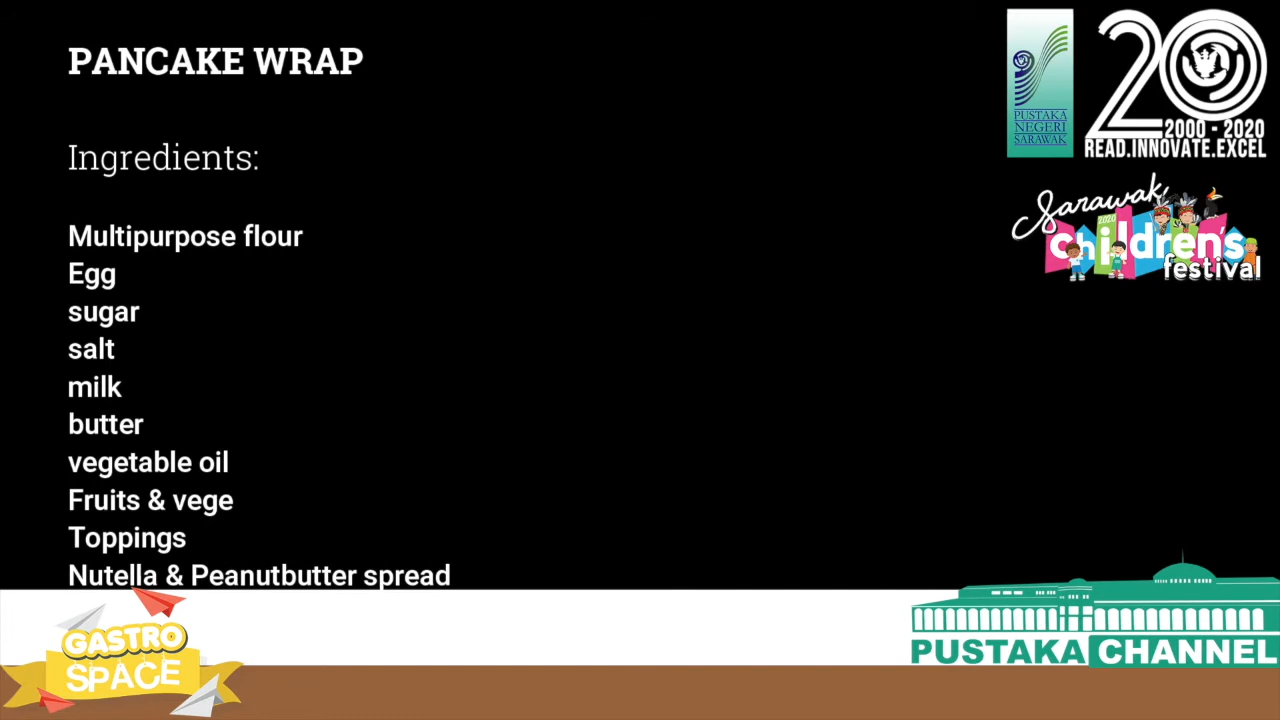 PANCAKE WRAP
Ingredients:
Multipurpose flour
Egg
sugar
salt
milk
butter
vegetable oil
Fruits & vege
Toppings
Nutella & Peanutbutter spread
PUSTAKA
NEGERI
SARAWAK
20
2000 - 2020
READ.INNOVATE.EXCEL
Sarawak
2020
children's
festival
GASTRO
SPACE
PUSTAKA CHANNEL